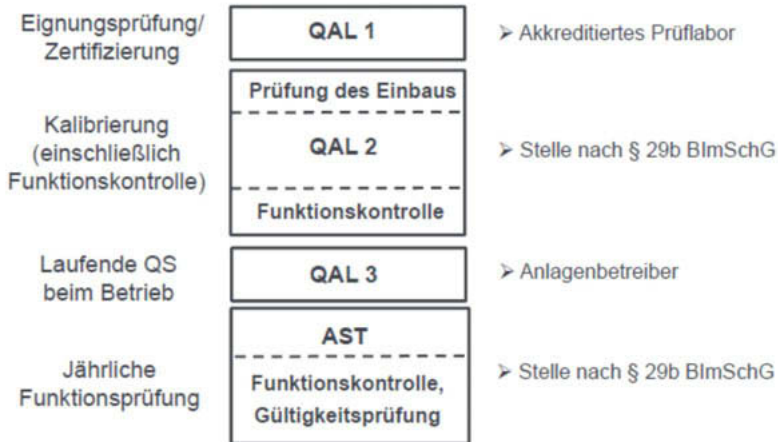 Eignungsprüfung/
Zertifizierung
QAL 1
➢ Akkreditiertes Prüflabor
Kalibrierung
(einschließlich
Funktionskontrolle)
Prüfung des Einbaus
QAL 2
Funktionskontrolle
➢ Stelle nach § 29b BImSchG
Laufende QS
beim Betrieb
QAL 3
➢ Anlagenbetreiber
Jährliche
Funktionsprüfung
AST
Funktionskontrolle,
Gültigkeitsprüfung
➢ Stelle nach § 29b BImSchG